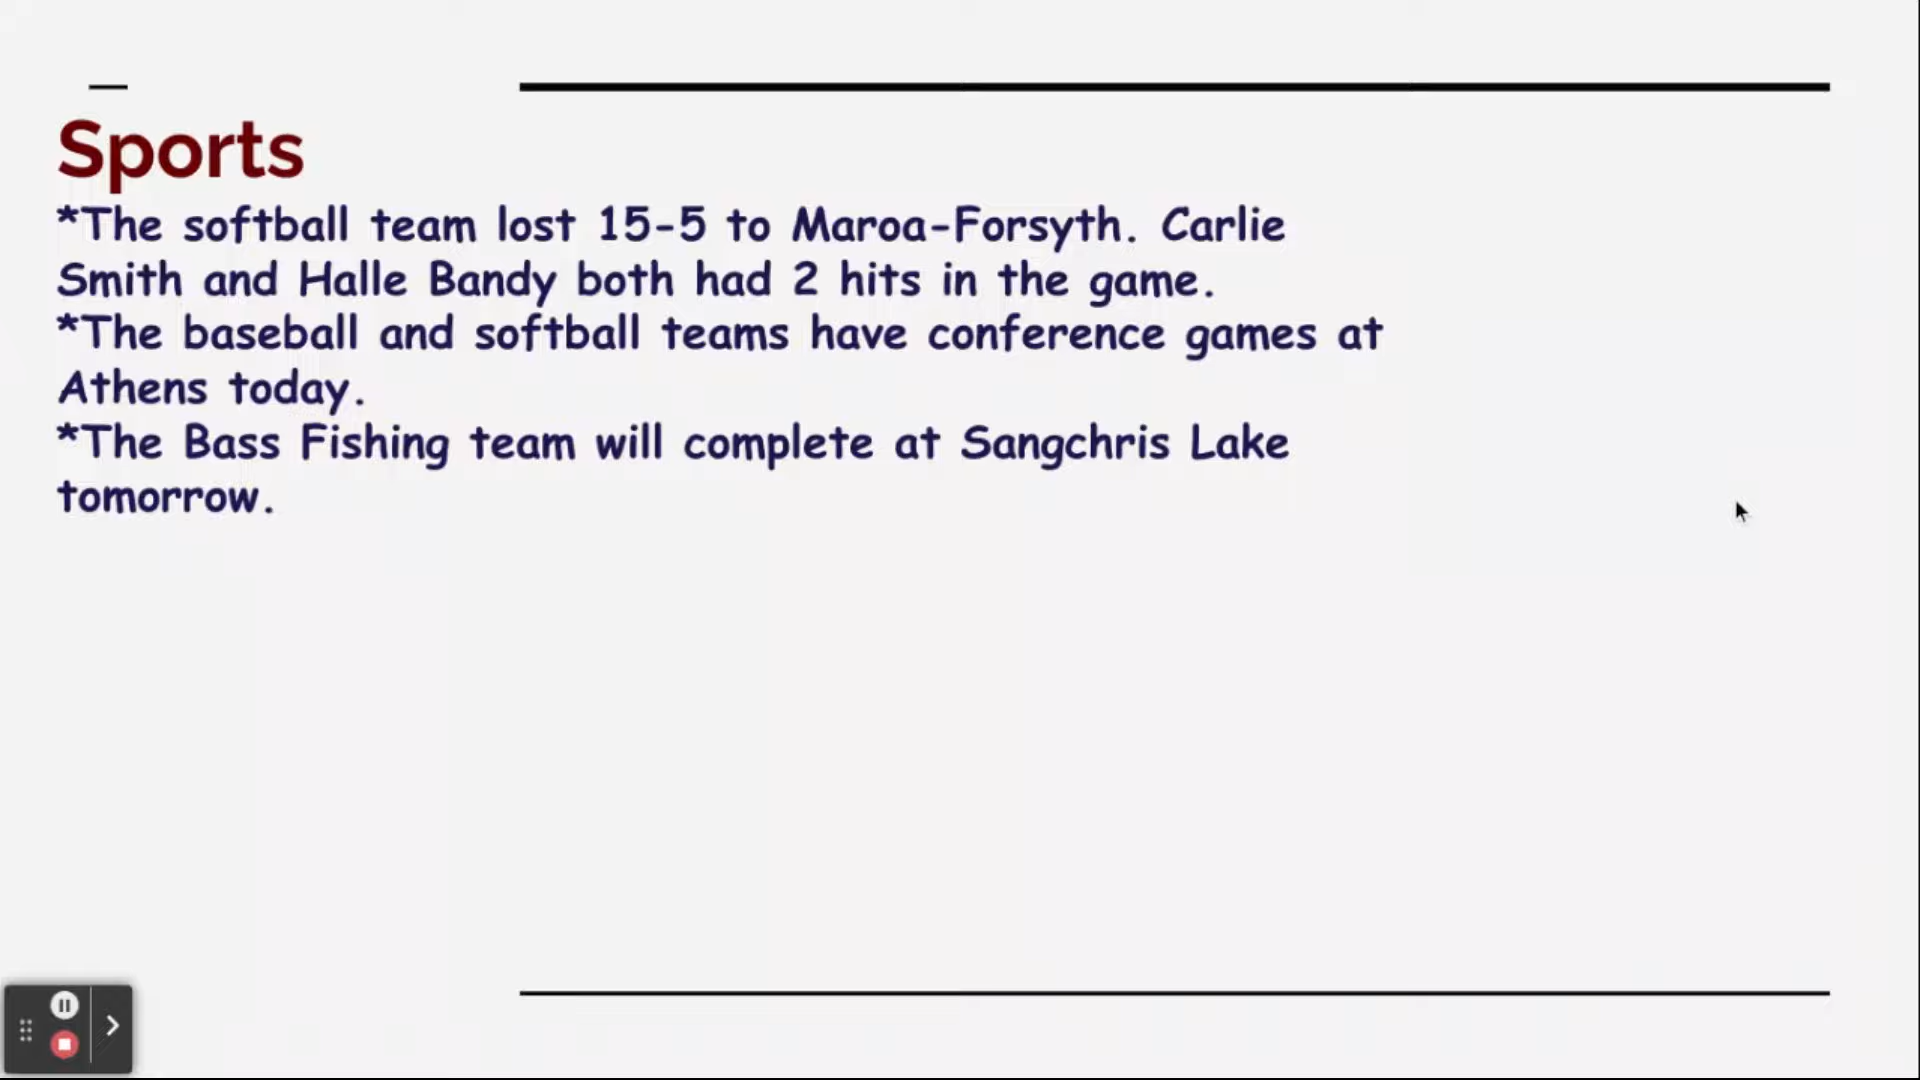 Sports
*The softball team lost 15-5 to Maroa-Forsyth. Carlie
Smith and Halle Bandy both had 2 hits in the game.
*The baseball and softball teams have conference games at
Athens today.
*The Bass Fishing team will complete at Sangchris Lake
tomorrow.